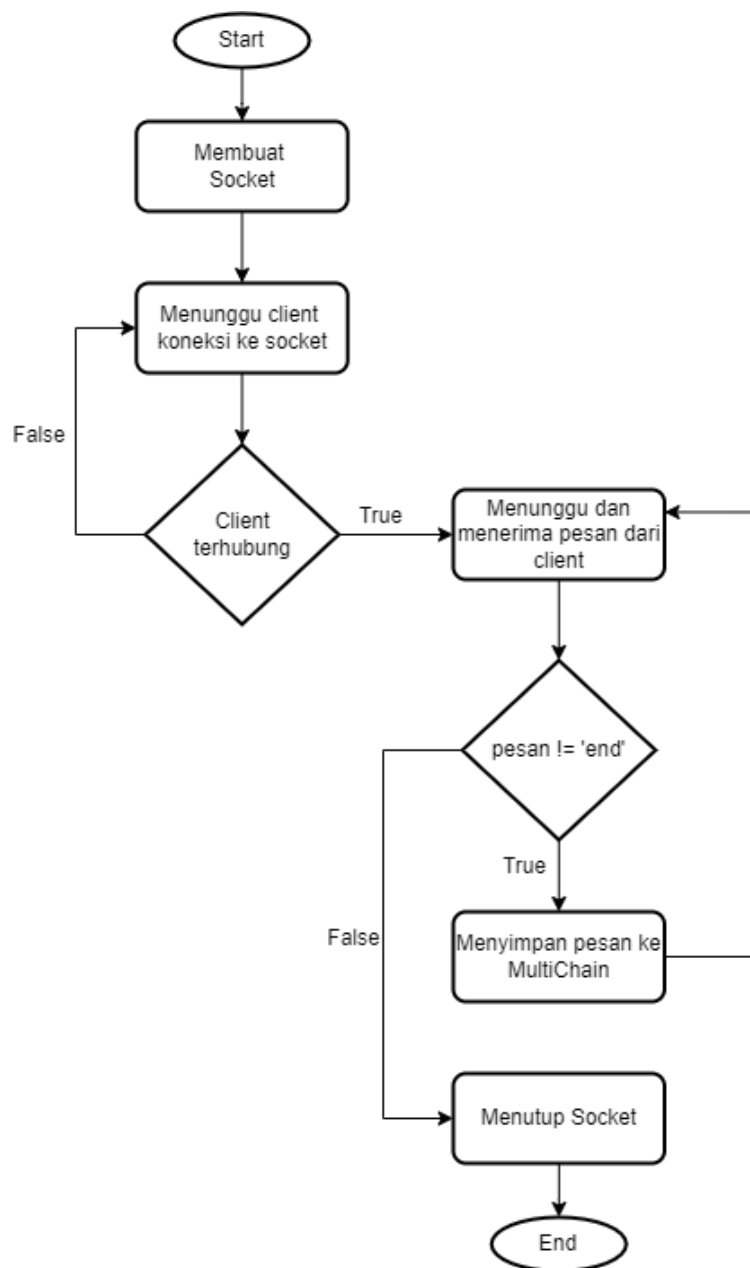 Start
Membuat
Socket
Menunggu client
koneksi ke socket
False
Client
terhubung
True
Menunggu dan
menerima pesan dari
client
pesan != 'end'
True
False
Menyimpan pesan ke
MultiChain
Menutup Socket
End